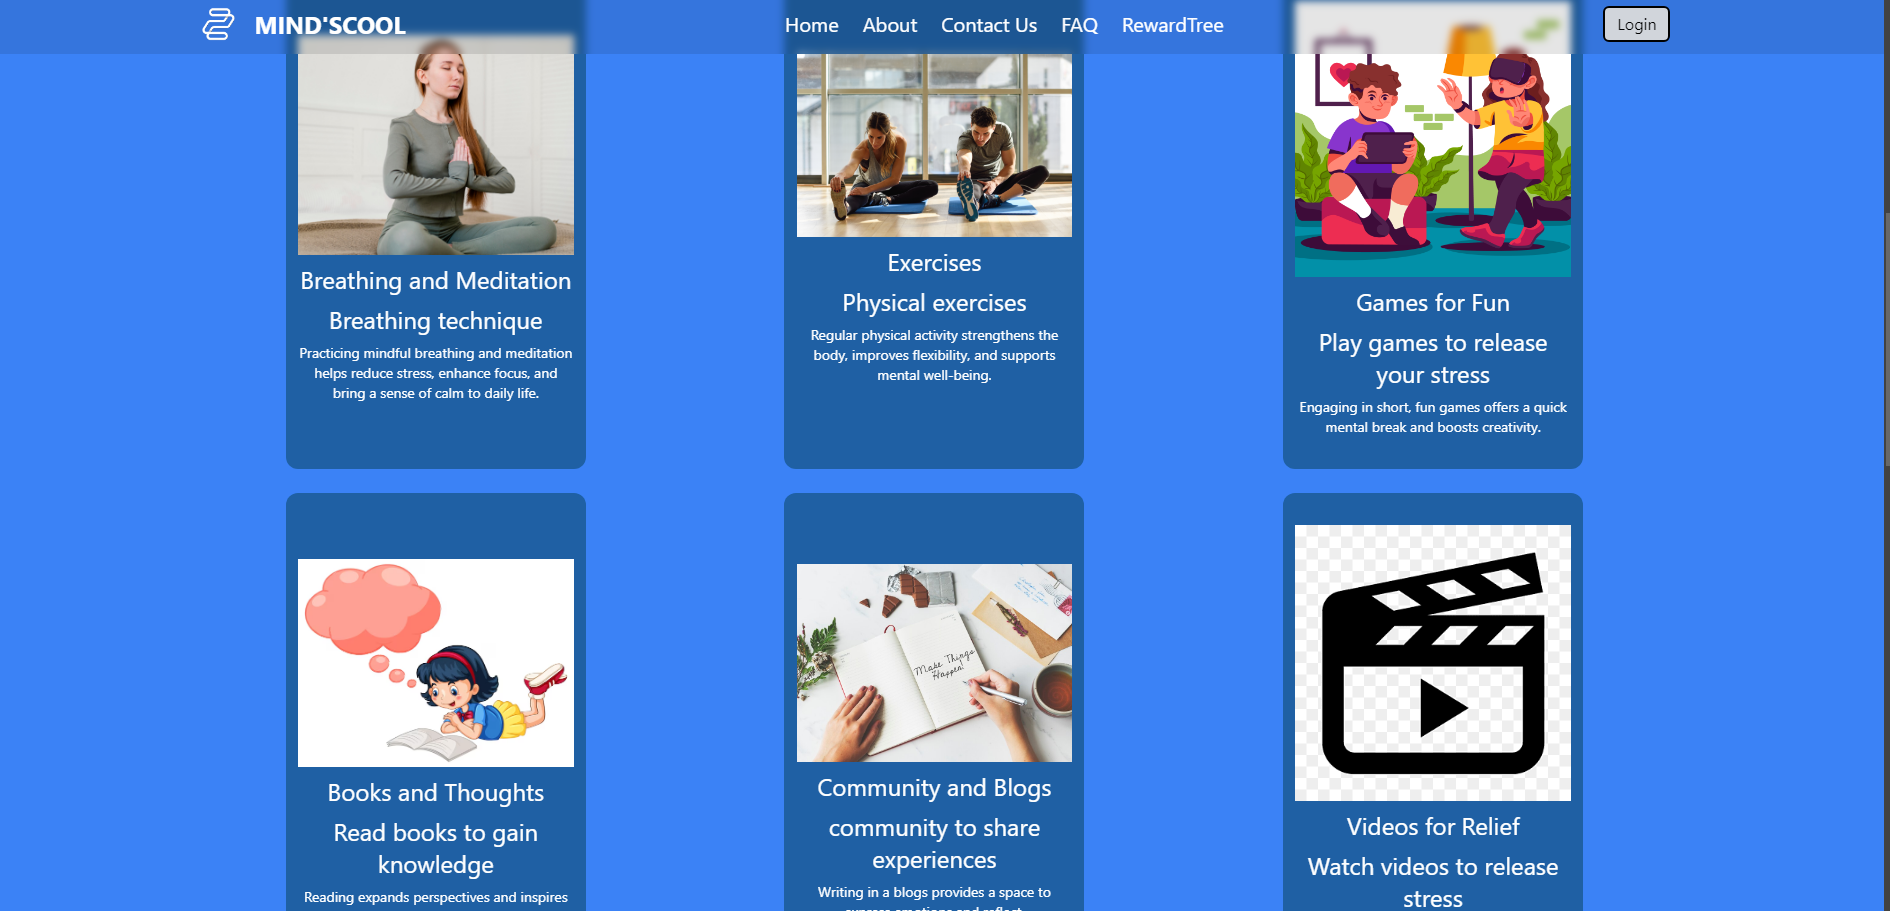 MIND'SCOOL
Home About Contact Us FAQ RewardTree
Login
Breathing and Meditation
Breathing technique
Practicing mindful breathing and meditation
helps reduce stress, enhance focus, and
bring a sense of calm to daily life.
Exercises
Physical exercises
Regular physical activity strengthens the
body, improves flexibility, and supports
mental well-being.
Games for Fun
Play games to release
your stress
Engaging in short, fun games offers a quick
mental break and boosts creativity.
Books and Thoughts
Read books to gain
knowledge
Reading expands perspectives and inspires
Make Things
Happen!
Community and Blogs
community to share
experiences
Writing in a blogs provides a space to
express emotions and reflect
Videos for Relief
Watch videos to release
stress